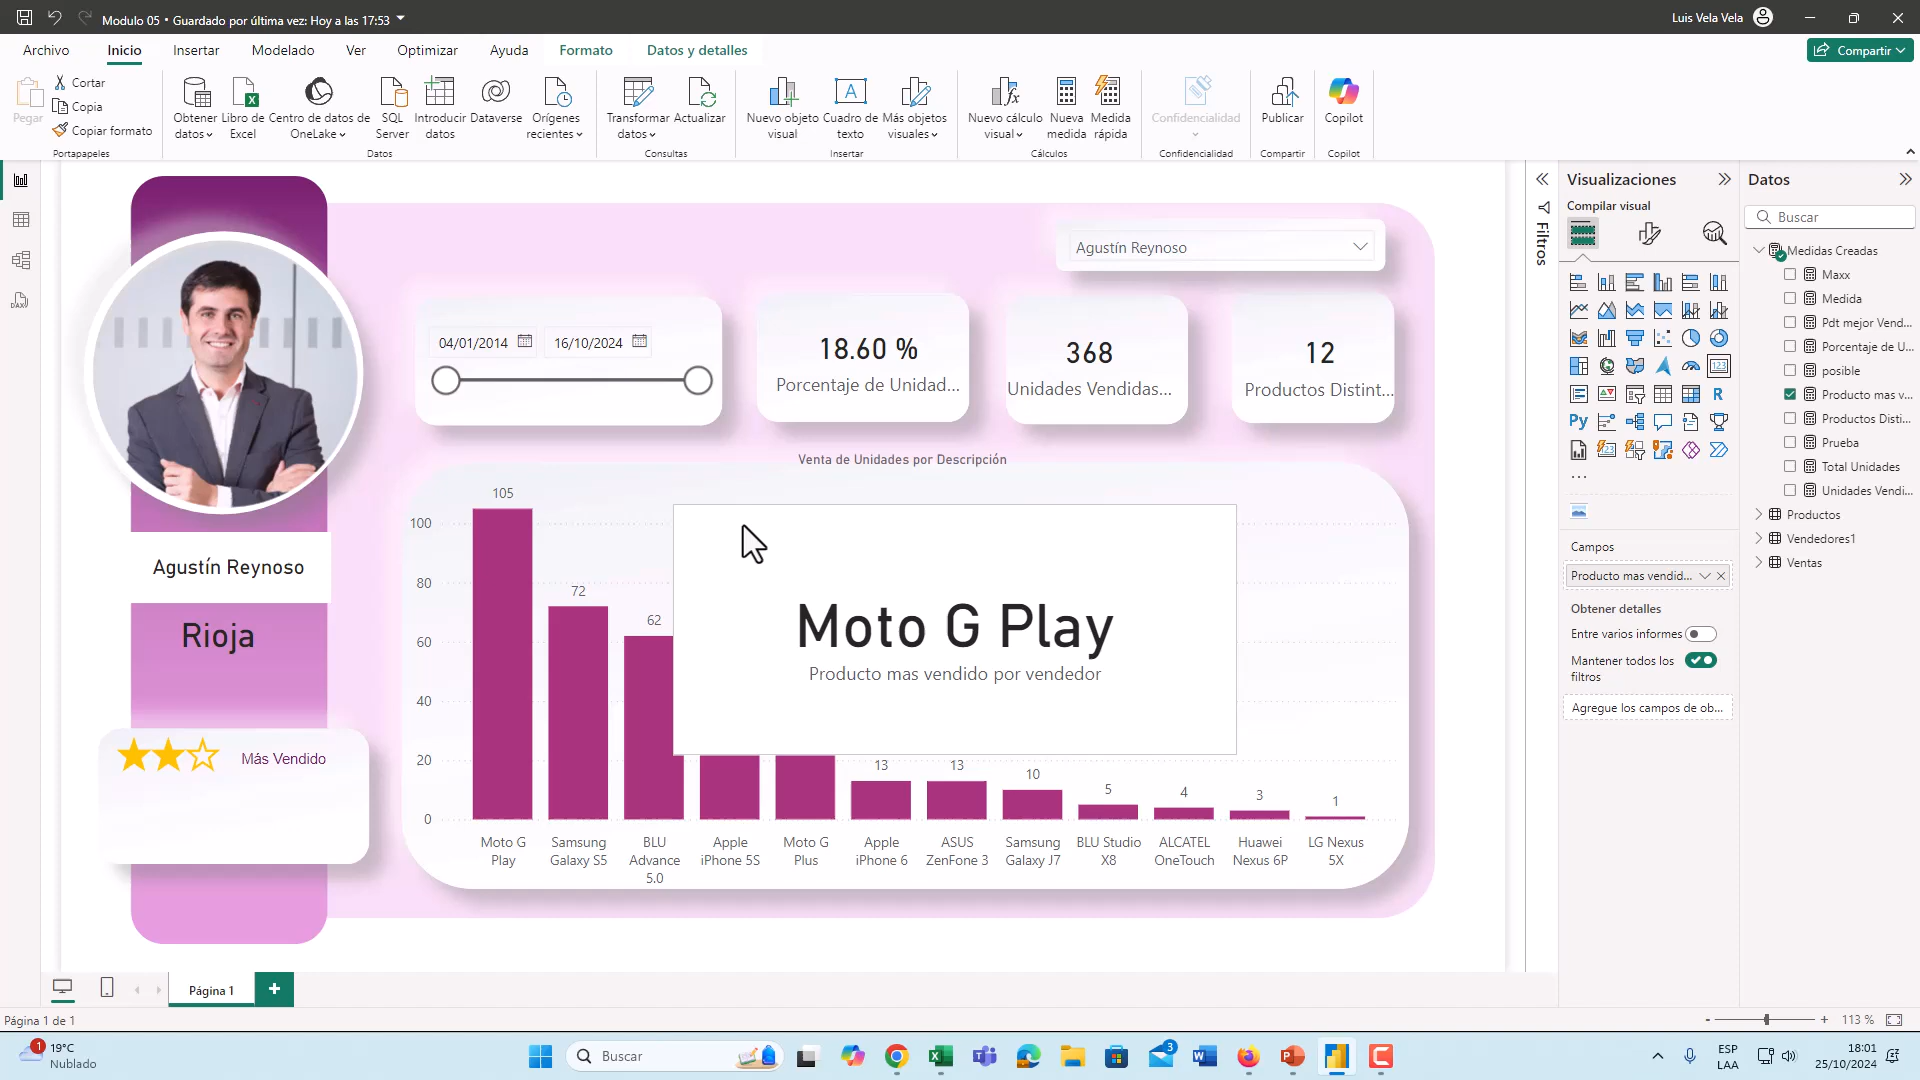 Modulo 05 • Guardado por última vez: Hoy a las 17:53
Luis Vela Vela
Archivo
Inicio
Insertar
Modelado
Ver
Optimizar
Ayuda
Formato
Datos y detalles
Compartir
Pegar
Cortar
Copia
Copiar formato
Portapapeles
Obtener datos
Libro de Excel
Centro de datos de OneLake
SQL Server
Introducir datos
Dataverse
Orígenes recientes
Datos
Transformar datos
Actualizar
Consultas
Nuevo objeto visual
Cuadro de texto
Más objetos visuales
Insertar
Nuevo cálculo visual
Nueva medida
Medida rápida
Cálculos
Confidencialidad
Confidencialidad
Publicar
Compartir
Copilot
Copilot
Agustín Reynoso
04/01/2014
16/10/2024
18.60 %
Porcentaje de Unidad...
368
Unidades Vendidas...
12
Productos Distint...
Agustín Reynoso
Rioja
Más Vendido
Venta de Unidades por Descripción
100
80
60
40
20
0
105
72
62
13
13
10
5
4
3
1
Moto G Play
Producto mas vendido por vendedor
Moto G Play
Samsung Galaxy S5
BLU Advance 5.0
Apple iPhone 5S
Moto G Plus
Apple iPhone 6
ASUS ZenFone 3
Samsung Galaxy J7
BLU Studio X8
ALCATEL OneTouch
Huawei Nexus 6P
LG Nexus 5X
Filtros
Visualizaciones
Compilar visual
Campos
Producto mas vendid...
Obtener detalles
Entre varios informes
Mantener todos los filtros
Agregue los campos de ob...
Datos
Buscar
Medidas Creadas
Maxx
Medida
Pdt mejor Vend...
Porcentaje de U...
posible
Producto mas v...
Productos Disti...
Prueba
Total Unidades
Unidades Vendi...
Productos
Vendedores1
Ventas
Página 1
Página 1 de 1
113 %
1
19°C
Nublado
Buscar
3
ESP
LAA
18:01
25/10/2024